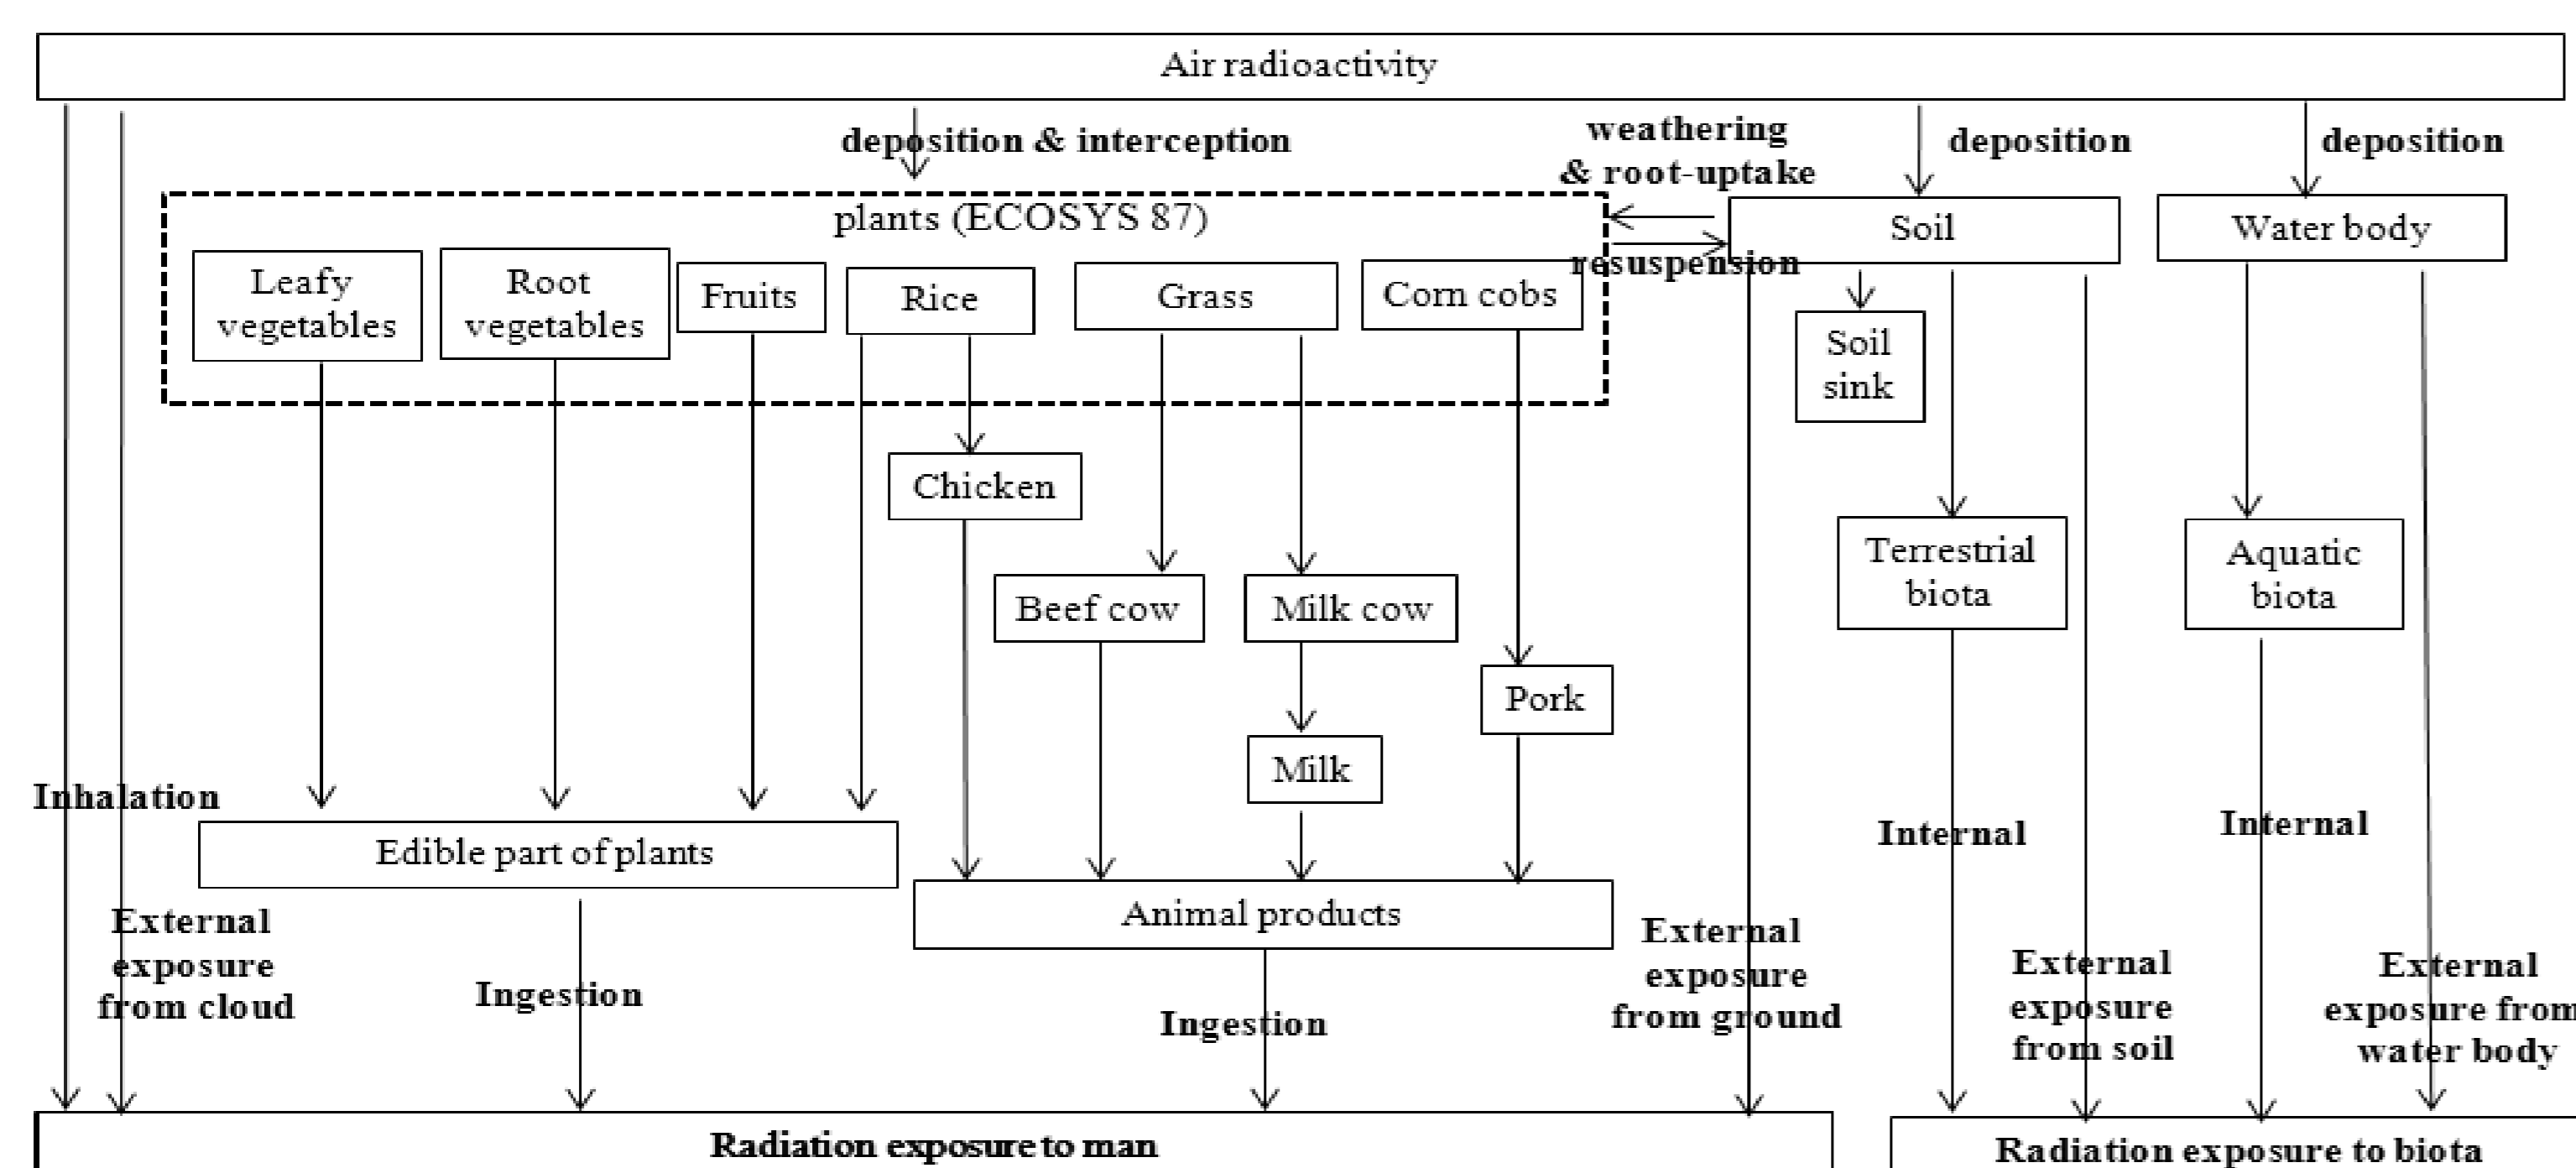 Air radioactivity
deposition & interception
weathering
& root-uptake
deposition
deposition
plants (ECOSYS 87)
resuspension
Soil
Water body
Leafy
vegetables
Root
vegetables
Fruits
Rice
Grass
Corn cobs
Soil
sink
Chicken
Terrestrial
biota
Aquatic
biota
Beef cow
Milk cow
Pork
Milk
Inhalation
Internal
Internal
Edible part of plants
Animal products
External
exposure
from cloud
Ingestion
Ingestion
External
exposure
from ground
External
exposure
from soil
External
exposure from
water body
Radiation exposure to man
Radiation exposure to biota